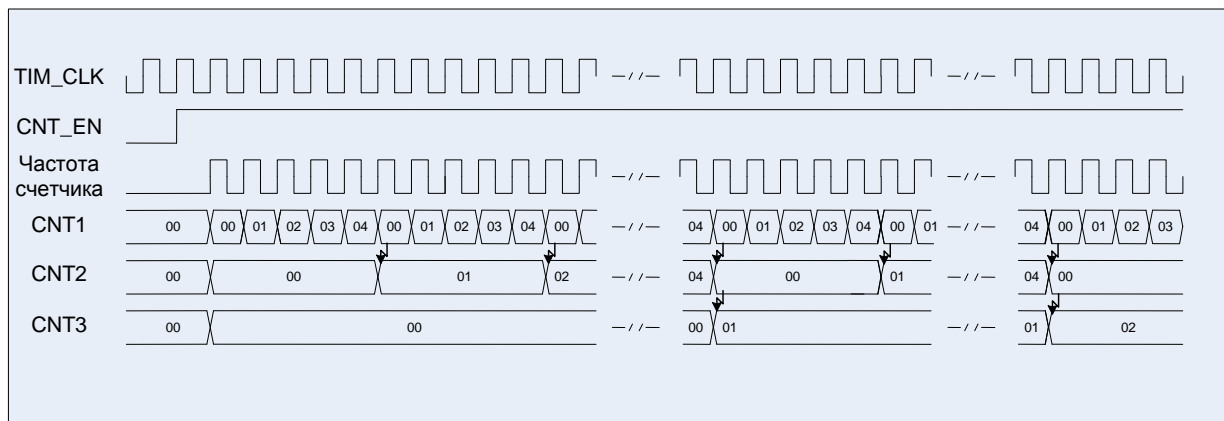 TIM_CLK
CNT_EN
Частота
счетчика
CNT1 00 00 01 02 03 04 00 01 02 03 04 00 04 00 01 02 03 04 00 01 04 00 01 02 03
CNT2 00 00 01 02 04 00 01 04 00
CNT3 00 00 00 01 01 02